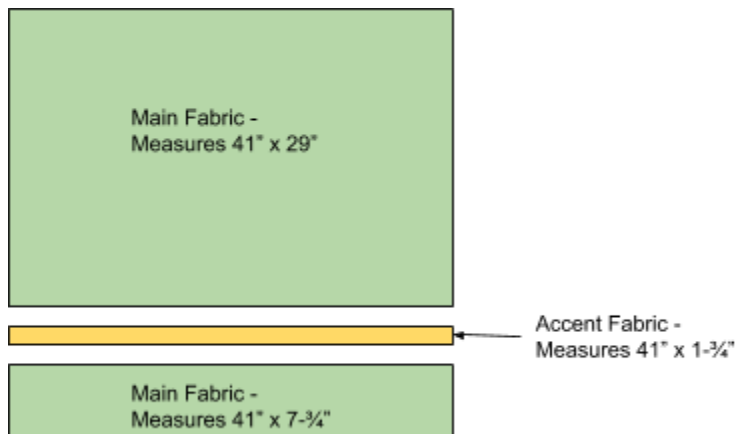 Main Fabric -
Measures 41” x 29”
Accent Fabric -
Measures 41” x 1-¾”
Main Fabric -
Measures 41” x 7-¾”